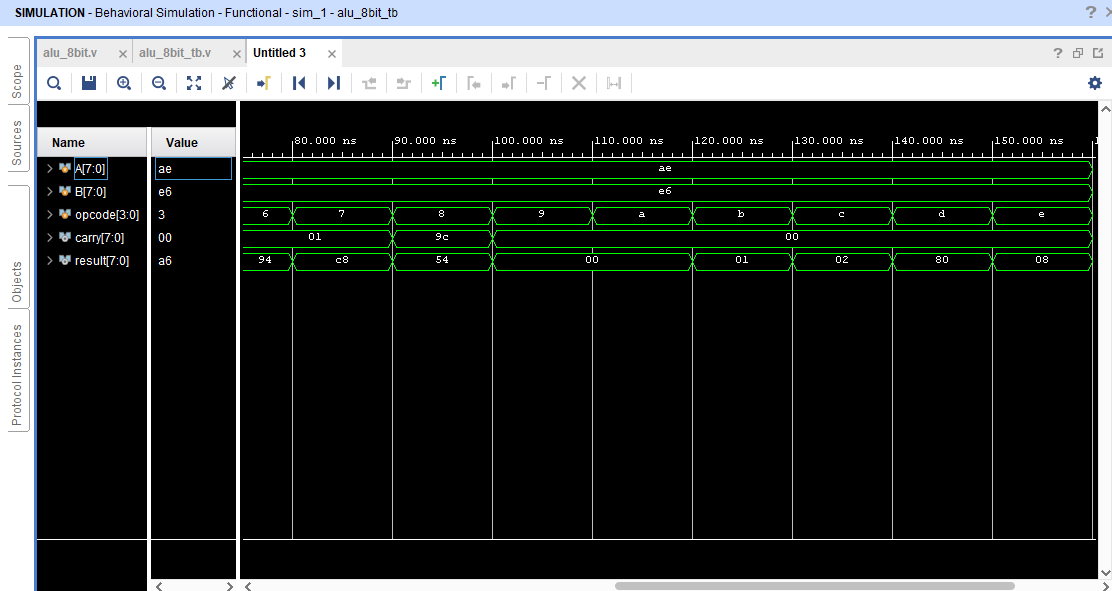 SIMULATION - Behavioral Simulation - Functional - sim_1 - alu_8bit_tb
alu_8bit.v
alu_8bit_tb.v
Untitled 3
Scope
Sources
Objects
Protocol Instances
Name Value
80.000 ns 90.000 ns 100.000 ns 110.000 ns 120.000 ns 130.000 ns 140.000 ns 150.000 ns
A[7:0] ae ae
B[7:0] e6 e6
opcode[3:0] 3 6 7 8 9 a b c d e
carry[7:0] 00 01 9c 00
result[7:0] a6 94 c8 54 00 01 02 80 08